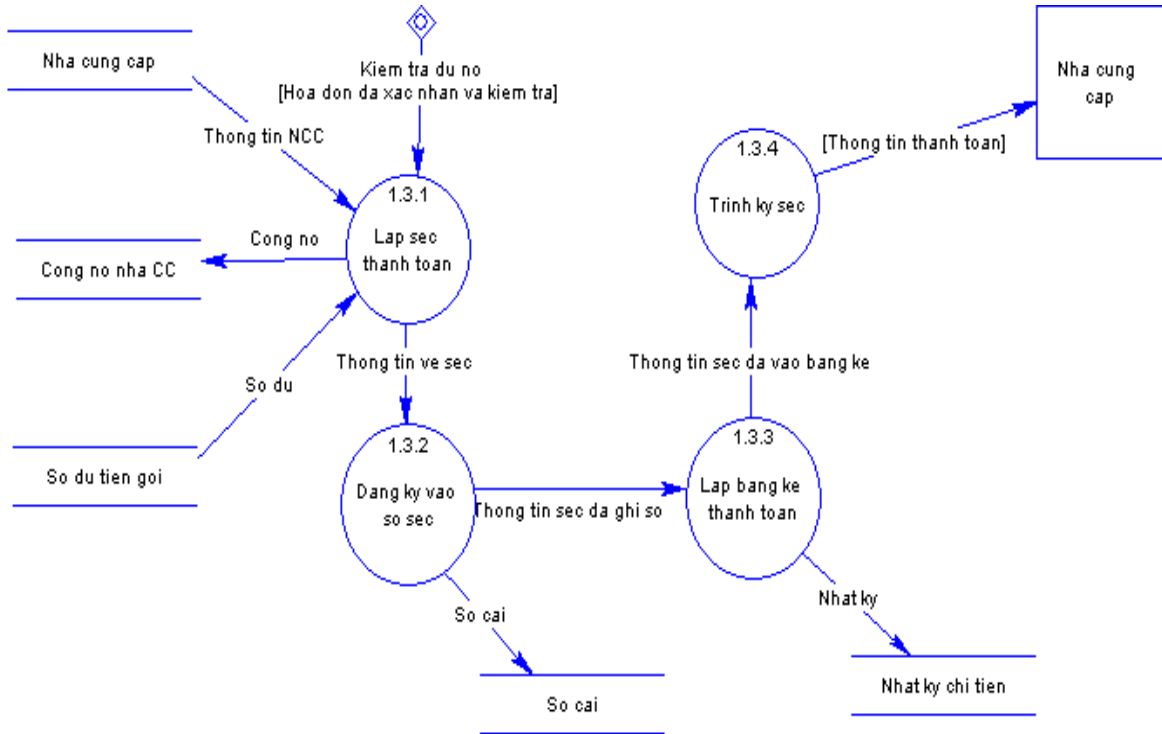 Nha cung cap
Kiem tra du no
[Hoa don da xac nhan va kiem tra]
Nha cung
cap
Thong tin NCC
[Thong tin thanh toan]
1.3.1
Lap sec
thanh toan
1.3.4
Trinh ky sec
Cong no
Cong no nha CC
Thong tin ve sec
Thong tin sec da vao bang ke
So du
So du tien goi
1.3.2
Dang ky vao
so sec
1.3.3
Lap bang ke
thanh toan
Thong tin sec da ghi so
So cai
Nhat ky
So cai
Nhat ky chi tien